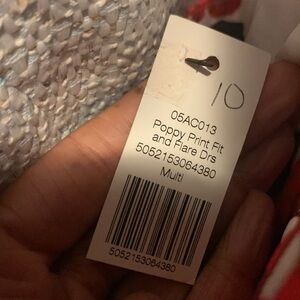 10
05AC013
Poppy Print Fit
and Flare Drs
5052153064380
Multi
5052153064380